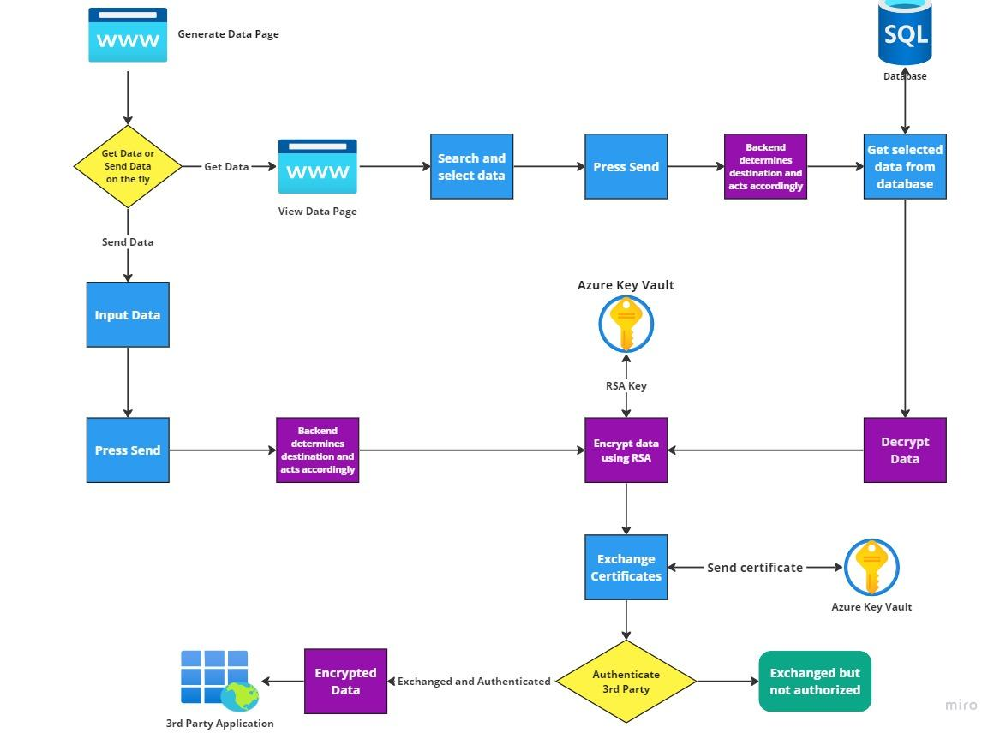 WWW
Generate Data Page
SQL
Database
Get Data or
Send Data
on the fly
Get Data
WWW
View Data Page
Search and
select data
Press Send
Backend
determines
destination and
acts accordingly
Get selected
data from
database
Send Data
Input Data
Azure Key Vault
RSA Key
Press Send
Backend
determines
destination and
acts accordingly
Encrypt data
using RSA
Decrypt
Data
Exchange
Certificates
Send certificate
Azure Key Vault
Authenticate
3rd Party
Exchanged and Authenticated
Encrypted
Data
3rd Party Application
Exchanged but
not authorized
miro